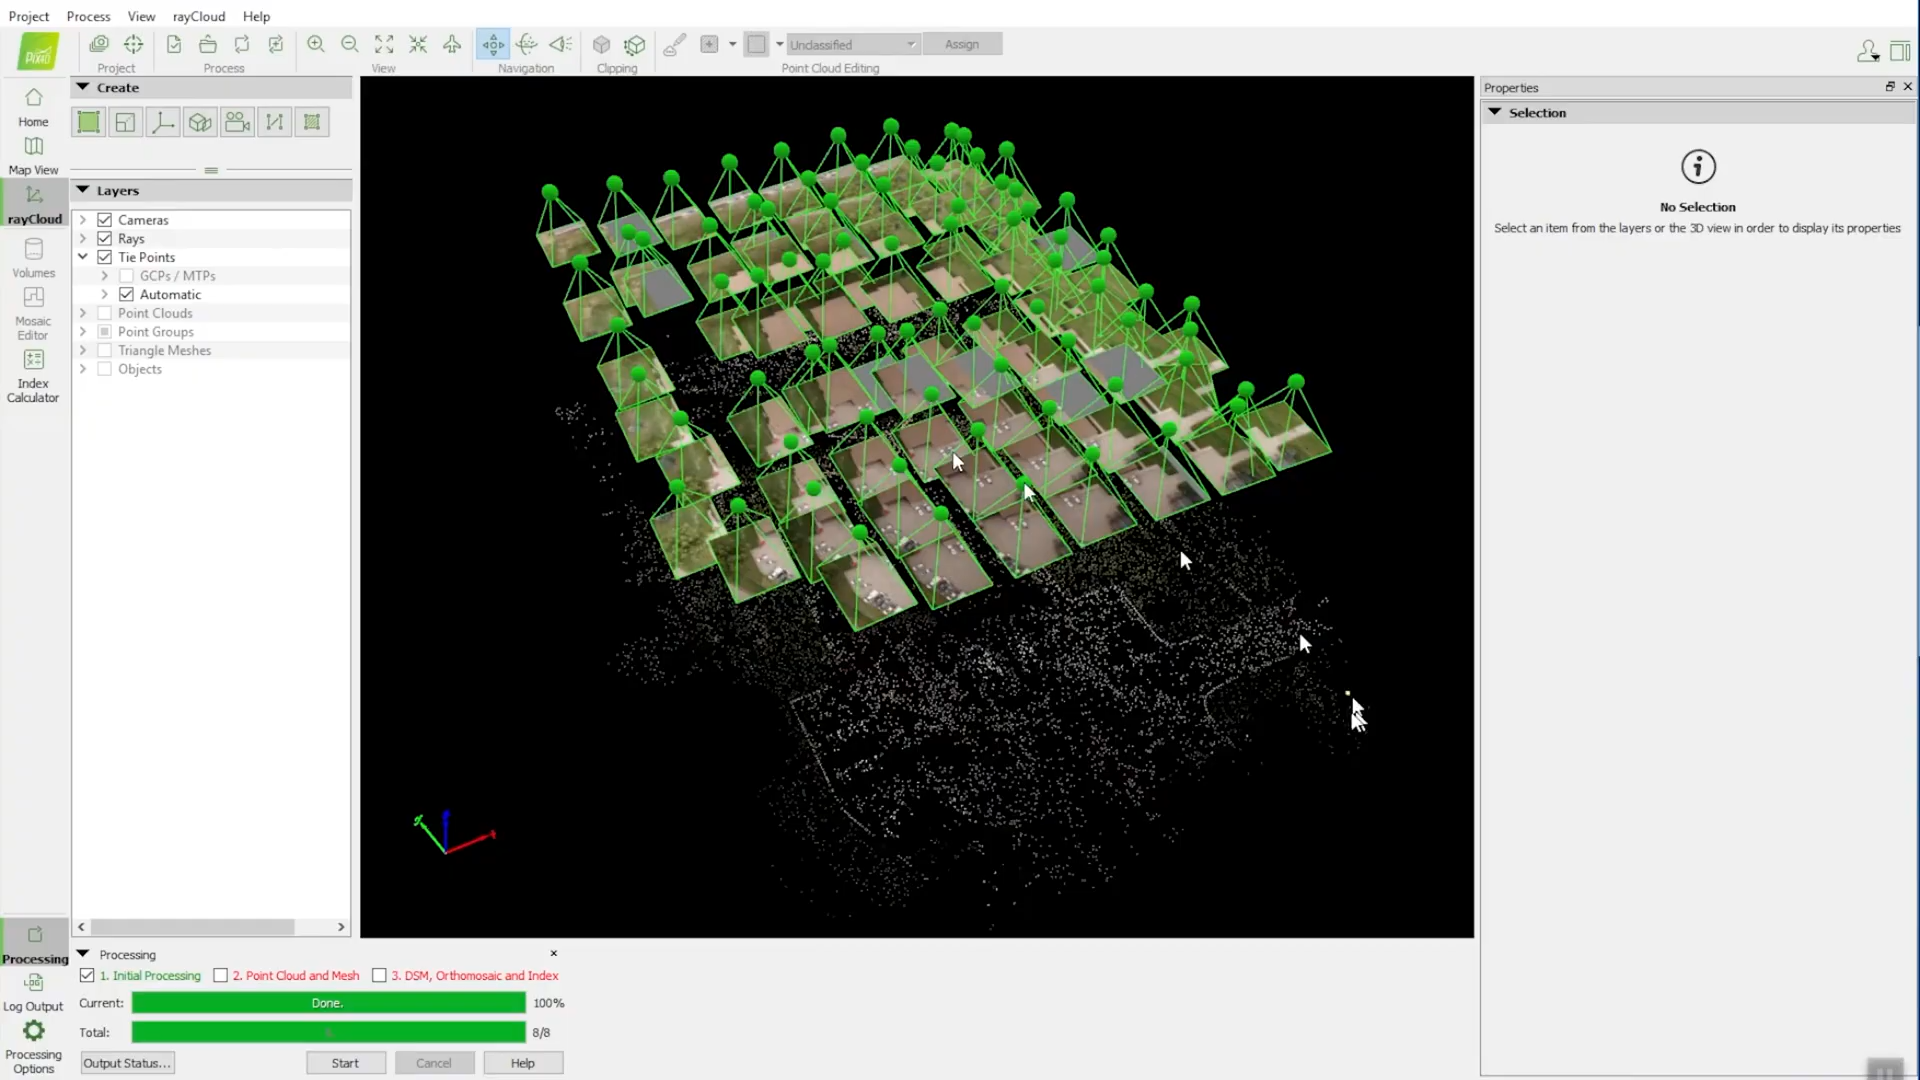 Project Process View rayCloud Help
Project Process View Navigation Clipping Point Cloud Editing
Unclassified Assign
Create
Home
Map View
rayCloud
Volumes
Mosaic
Editor
Index
Calculator
Layers
Cameras
Rays
Tie Points
GCPs / MTPs
Automatic
Point Clouds
Point Groups
Triangle Meshes
Objects
Properties
Selection
No Selection
Select an item from the layers or the 3D view in order to display its properties
Processing
Log Output
Processing
Options
Processing
1. Initial Processing 2. Point Cloud and Mesh 3. DSM, Orthomosaic and Index
Current: Done. 100%
Total: 8/8
Output Status... Start Cancel Help